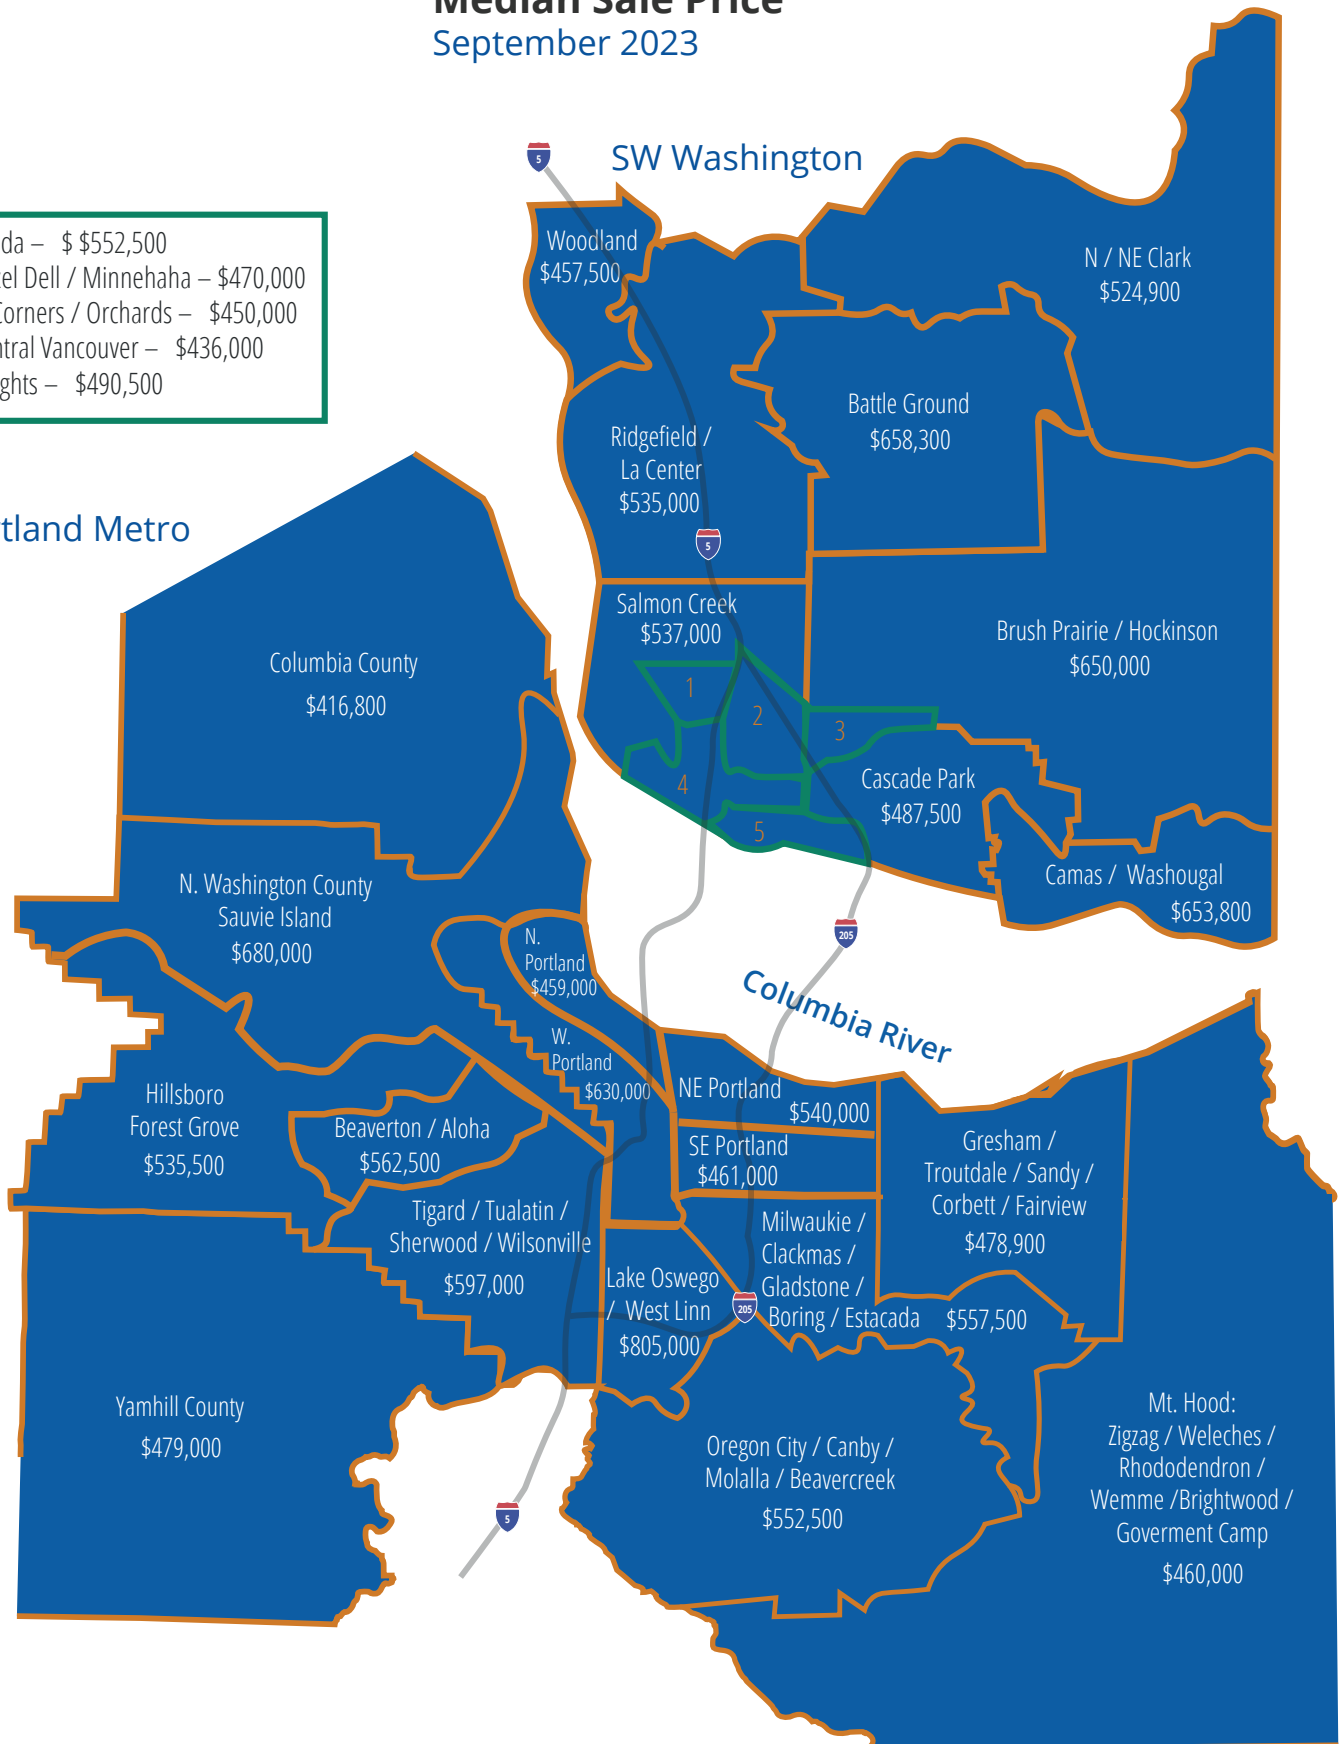 Median Sale Price
September 2023
5
SW Washington
da – $ $552,500
el Dell / Minnehaha – $470,000
Corners / Orchards – $450,000
ntral Vancouver – $436,000
ghts – $490,500
Woodland
$457,500
N / NE Clark
$524,900
Battle Ground
$658,300
Ridgefield /
La Center
$535,000
5
tland Metro
Salmon Creek
$537,000
Brush Prairie / Hockinson
$650,000
Columbia County
$416,800
1
2
3
4
5
Cascade Park
$487,500
Camas / Washougal
$653,800
205
N. Washington County
Sauvie Island
$680,000
N.
Portland
$459,000
Columbia River
W.
Portland
$630,000
NE Portland
$540,000
SE Portland
$461,000
Hillsboro
Forest Grove
$535,500
Beaverton / Aloha
$562,500
Gresham /
Troutdale / Sandy /
Corbett / Fairview
$478,900
Tigard / Tualatin /
Sherwood / Wilsonville
$597,000
Milwaukie /
Clackmas /
Gladstone /
Boring / Estacada $557,500
Lake Oswego
/ West Linn
$805,000
205
Yamhill County
$479,000
Oregon City / Canby /
Molalla / Beavercreek
$552,500
Mt. Hood:
Zigzag / Weleches /
Rhododendron /
Wemme /Brightwood /
Goverment Camp
$460,000
5